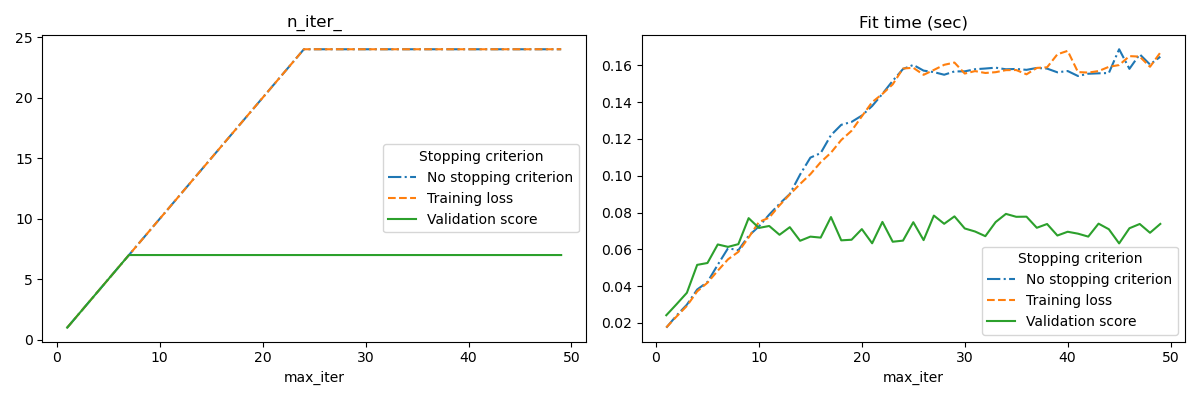 n_iter_
25
20
15
10
5
0
0
10
20
30
40
50
max_iter
Stopping criterion
No stopping criterion
Training loss
Validation score
Fit time (sec)
0.16
0.14
0.12
0.10
0.08
0.06
0.04
0.02
0
10
20
30
40
50
max_iter
Stopping criterion
No stopping criterion
Training loss
Validation score